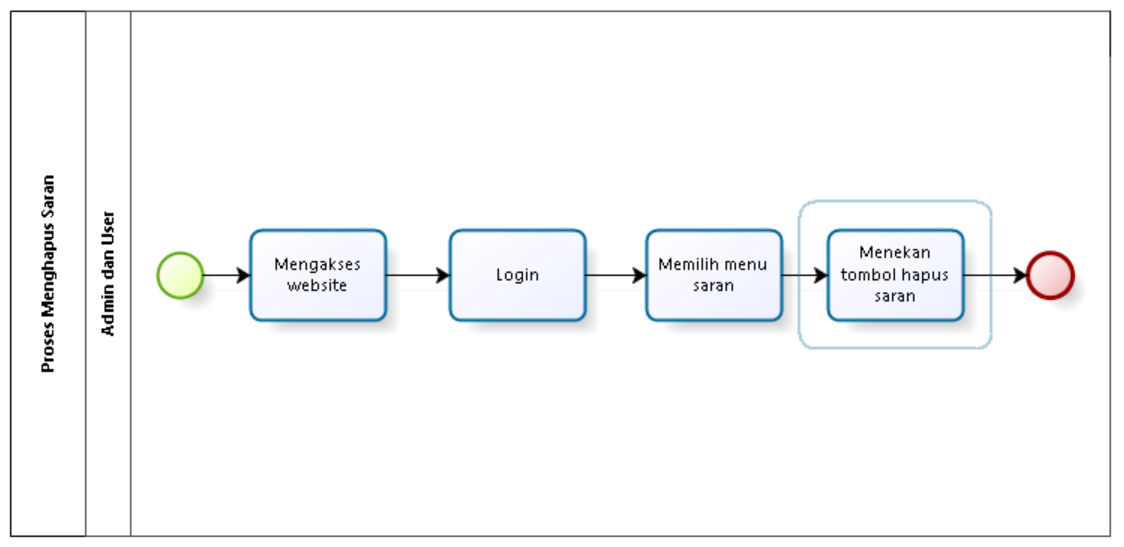 Proses Menghapus Saran
Admin dan User
Mengakses
website
Login
Memilih menu
saran
Menekan
tombol hapus
saran